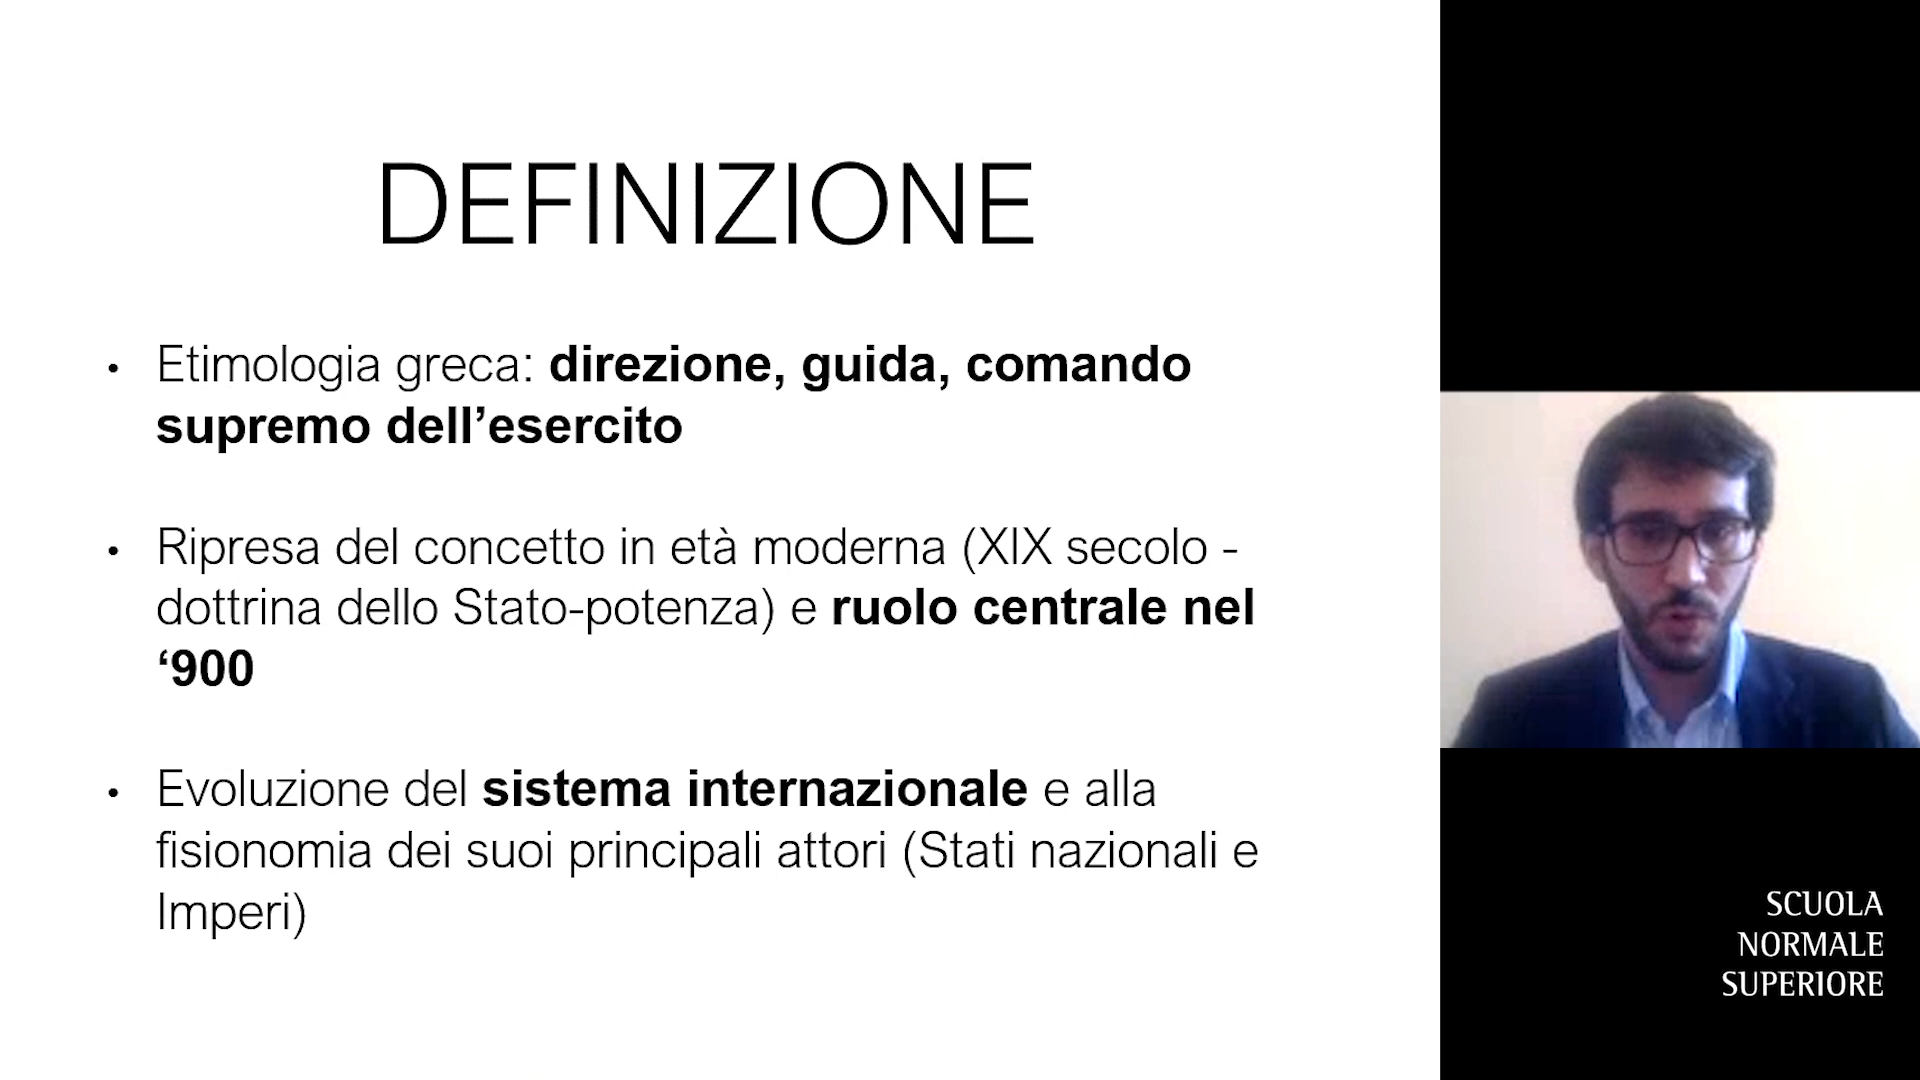 DEFINIZIONE
• Etimologia greca: direzione, guida, comando
supremo dell’esercito
• Ripresa del concetto in età moderna (XIX secolo -
dottrina dello Stato-potenza) e ruolo centrale nel
‘900
• Evoluzione del sistema internazionale e alla
fisionomia dei suoi principali attori (Stati nazionali e
Imperi)
SCUOLA
NORMALE
SUPERIORE